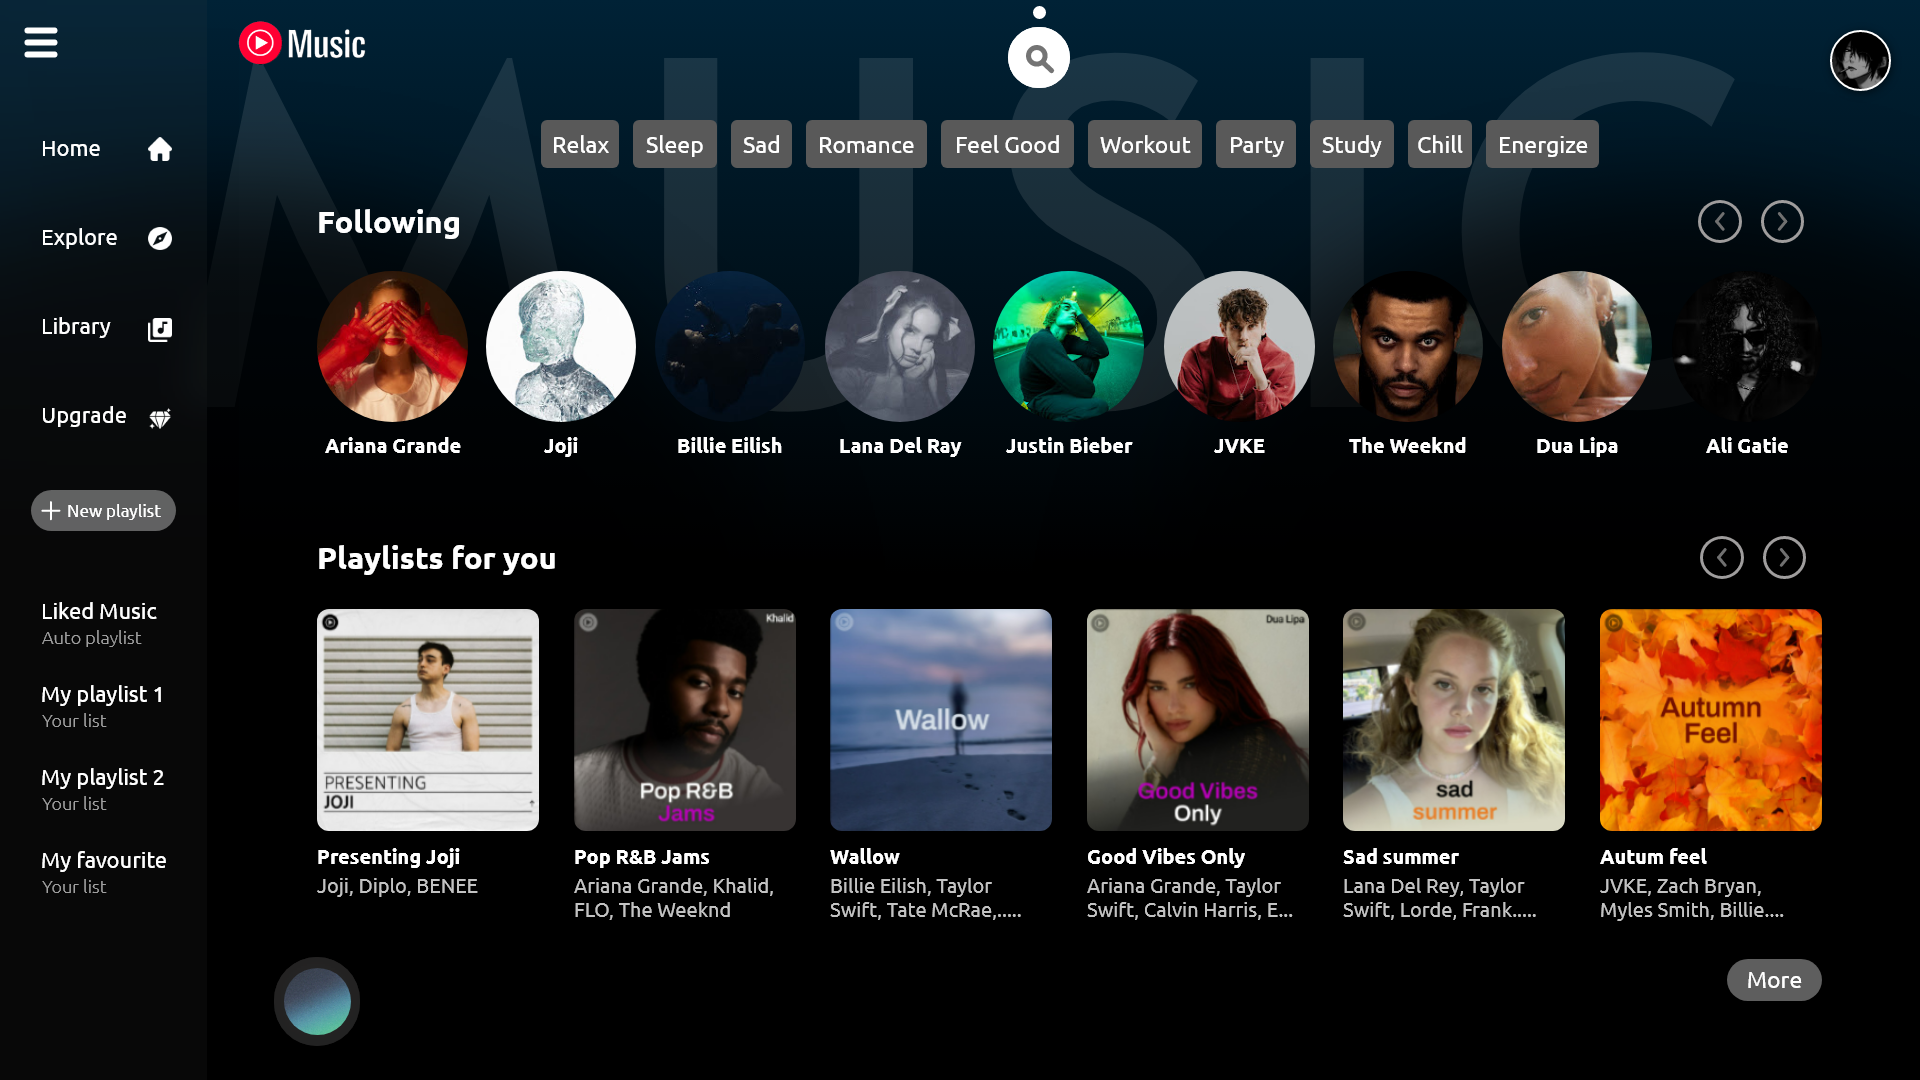 Music
MUSIC
Home
Explore
Library
Upgrade
New playlist
Liked Music
Auto playlist
My playlist 1
Your list
My playlist 2
Your list
My favourite
Your list
Relax Sleep Sad Romance Feel Good Workout Party Study Chill Energize
Following
Ariana Grande Joji Billie Eilish Lana Del Ray Justin Bieber JVKE The Weeknd Dua Lipa Ali Gatie
Playlists for you
PRESENTING
JOJI
Khalid
Pop R&B
Jams
Wallow
Dua Lipa
Good Vibes
Only
sad
summer
Autumn
Feel
Presenting Joji
Joji, Diplo, BENEE
Pop R&B Jams
Ariana Grande, Khalid,
FLO, The Weeknd
Wallow
Billie Eilish, Taylor
Swift, Tate McRae,.....
Good Vibes Only
Ariana Grande, Taylor
Swift, Calvin Harris, E...
Sad summer
Lana Del Rey, Taylor
Swift, Lorde, Frank.....
Autum feel
JVKE, Zach Bryan,
Myles Smith, Billie....
More